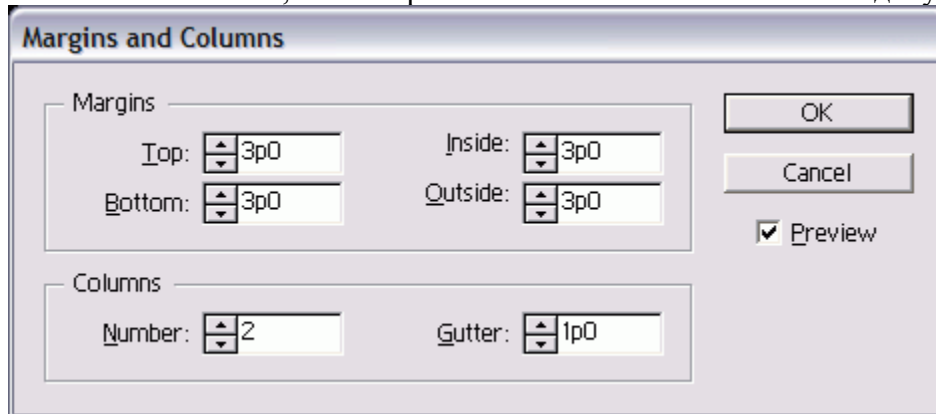 Margins and Columns
Margins
Top: 3p0
Inside: 3p0
Bottom: 3p0
Outside: 3p0
OK
Cancel
Preview
Columns
Number: 2
Gutter: 1p0